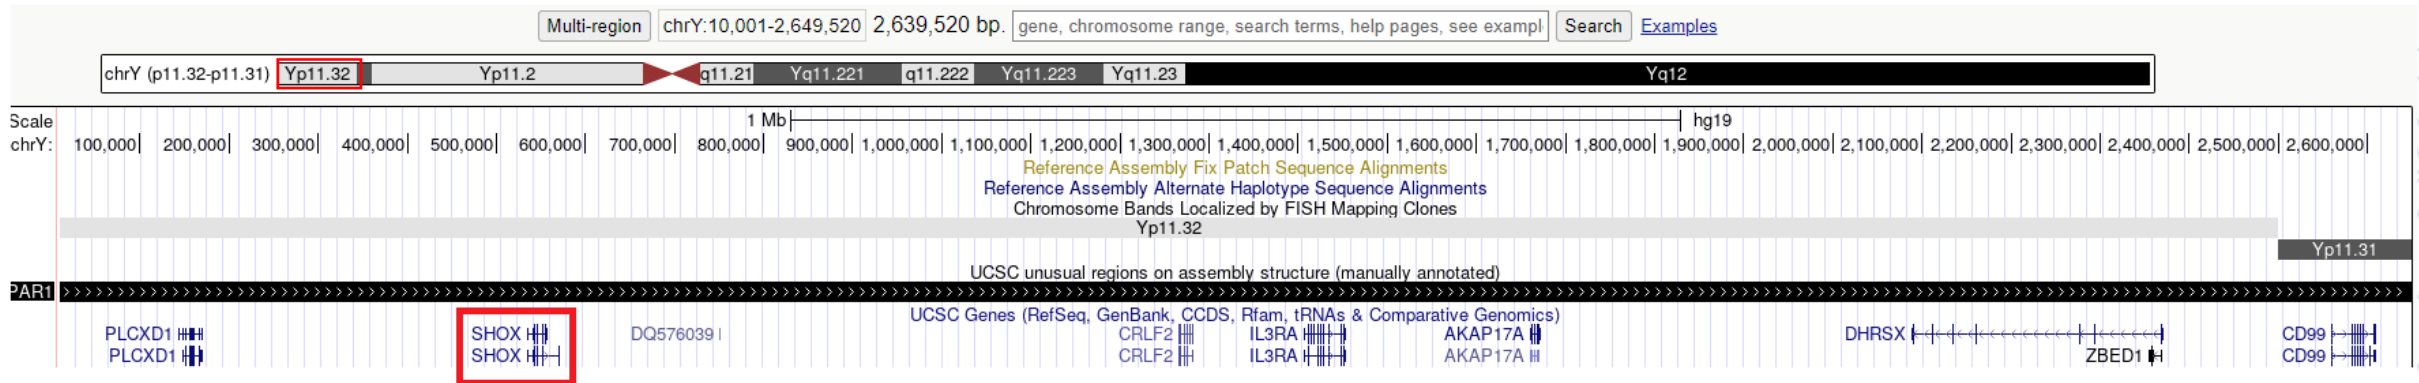 Multi-region chrY:10,001-2,649,520 2,639,520 bp. gene, chromosome range, search terms, help pages, see exampl Search Examples
chrY (p11.32-p11.31) Yp11.32 Yp11.2 q11.21 Yq11.221 q11.222 Yq11.223 Yq11.23 Yq12
Scale 1 Mb hg19
chrY: 100,000 200,000 300,000 400,000 500,000 600,000 700,000 800,000 900,000 1,000,000 1,100,000 1,200,000 1,300,000 1,400,000 1,500,000 1,600,000 1,700,000 1,800,000 1,900,000 2,000,000 2,100,000 2,200,000 2,300,000 2,400,000 2,500,000 2,600,000
Reference Assembly Fix Patch Sequence Alignments
Reference Assembly Alternate Haplotype Sequence Alignments
Chromosome Bands Localized by FISH Mapping Clones
Yp11.32
Yp11.31
UCSC unusual regions on assembly structure (manually annotated)
PAR1
UCSC Genes (RefSeq, GenBank, CCDS, Rfam, tRNAs & Comparative Genomics)
PLCXD1 SHOX DQ576039 CRLF2 IL3RA AKAP17A DHRSX CD99
PLCXD1 SHOX CRLF2 IL3RA AKAP17A ZBED1 CD99